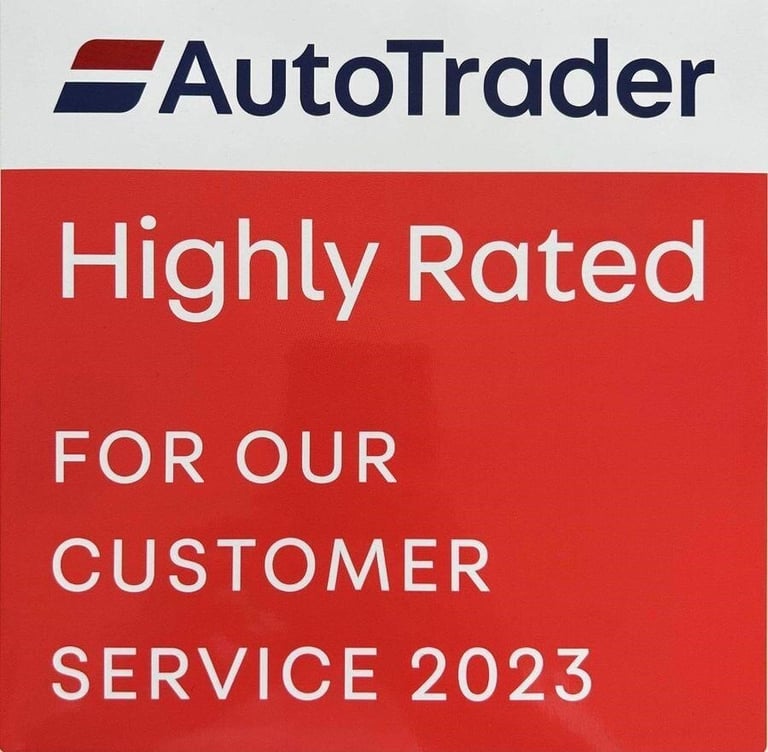 AutoTrader
Highly Rated
FOR OUR
CUSTOMER
SERVICE 2023